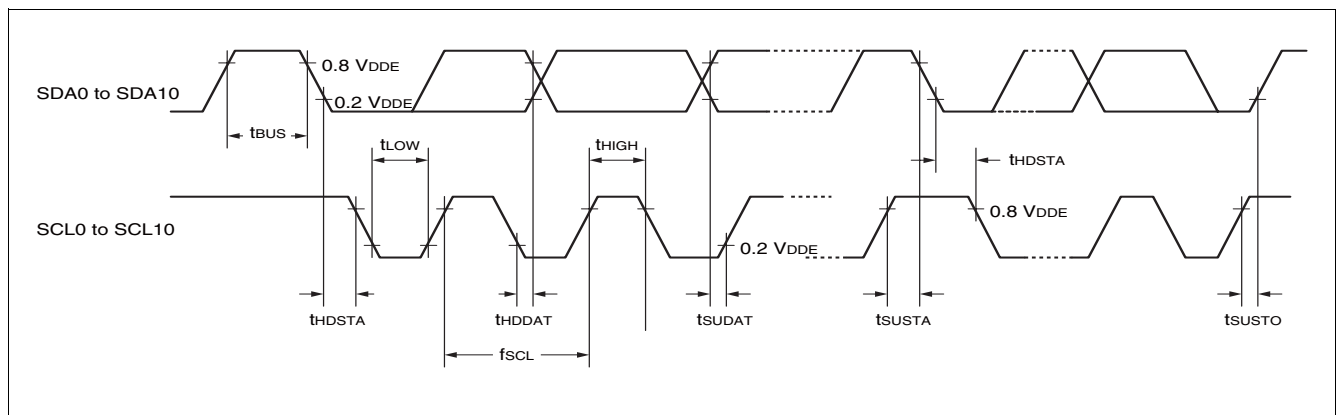 SDA0 to SDA10
0.8 VDDE
0.2 VDDE
tBUS
tLOW
tHIGH
tHDSTA
SCL0 to SCL10
0.8 VDDE
0.2 VDDE
tHDSTA
tHDDAT
tSUDAT
tSUSTA
tSUSTO
fSCL